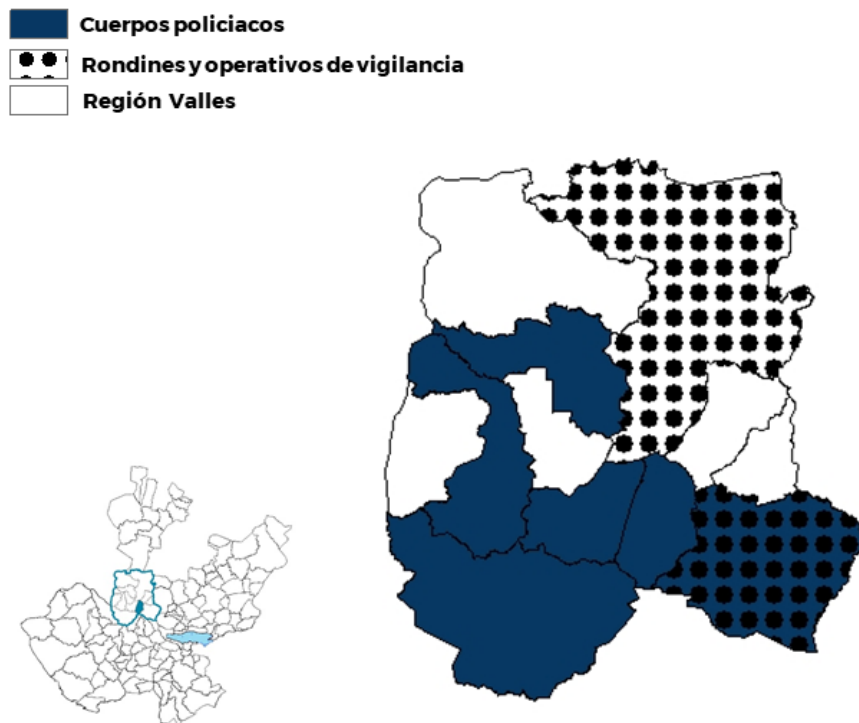 Cuerpos policiacos
Rondines y operativos de vigilancia
Región Valles